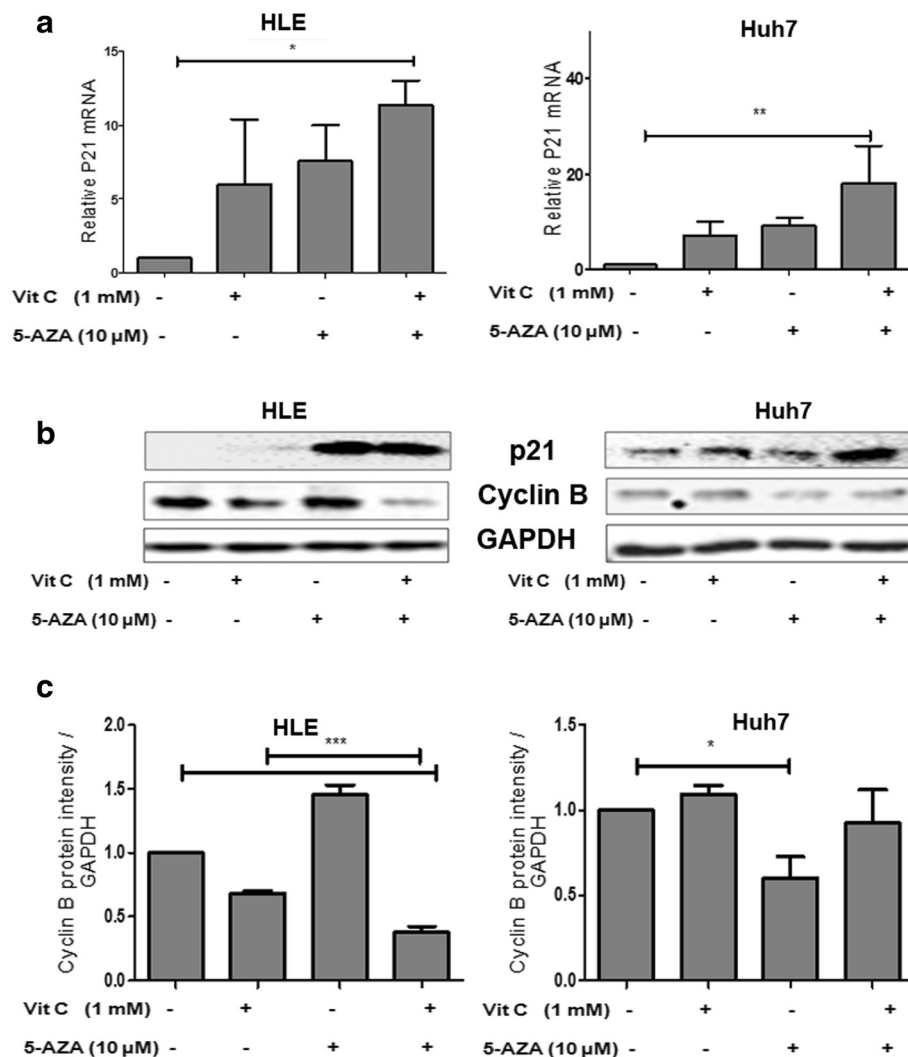 a
HLE
Huh7
*
**
Relative P21 mRNA
15
10
5
0
Relative P21 mRNA
40
20
0
Vit C (1 mM) - + - +
5-AZA (10 µM) - - + +
Vit C (1 mM) - + - +
5-AZA (10 µM) - - + +
b
HLE
Huh7
p21
Cyclin B
GAPDH
Vit C (1 mM) - + - +
5-AZA (10 µM) - - + +
Vit C (1 mM) - + - +
5-AZA (10 µM) - - + +
c
HLE
Huh7
***
*
Cyclin B protein intensity /
GAPDH
2.0
1.5
1.0
0.5
0.0
Cyclin B protein intensity /
GAPDH
1.5
1.0
0.5
0.0
Vit C (1 mM) - + - +
5-AZA (10 µM) - - + +
Vit C (1 mM) - + - +
5-AZA (10 µM) - - + +